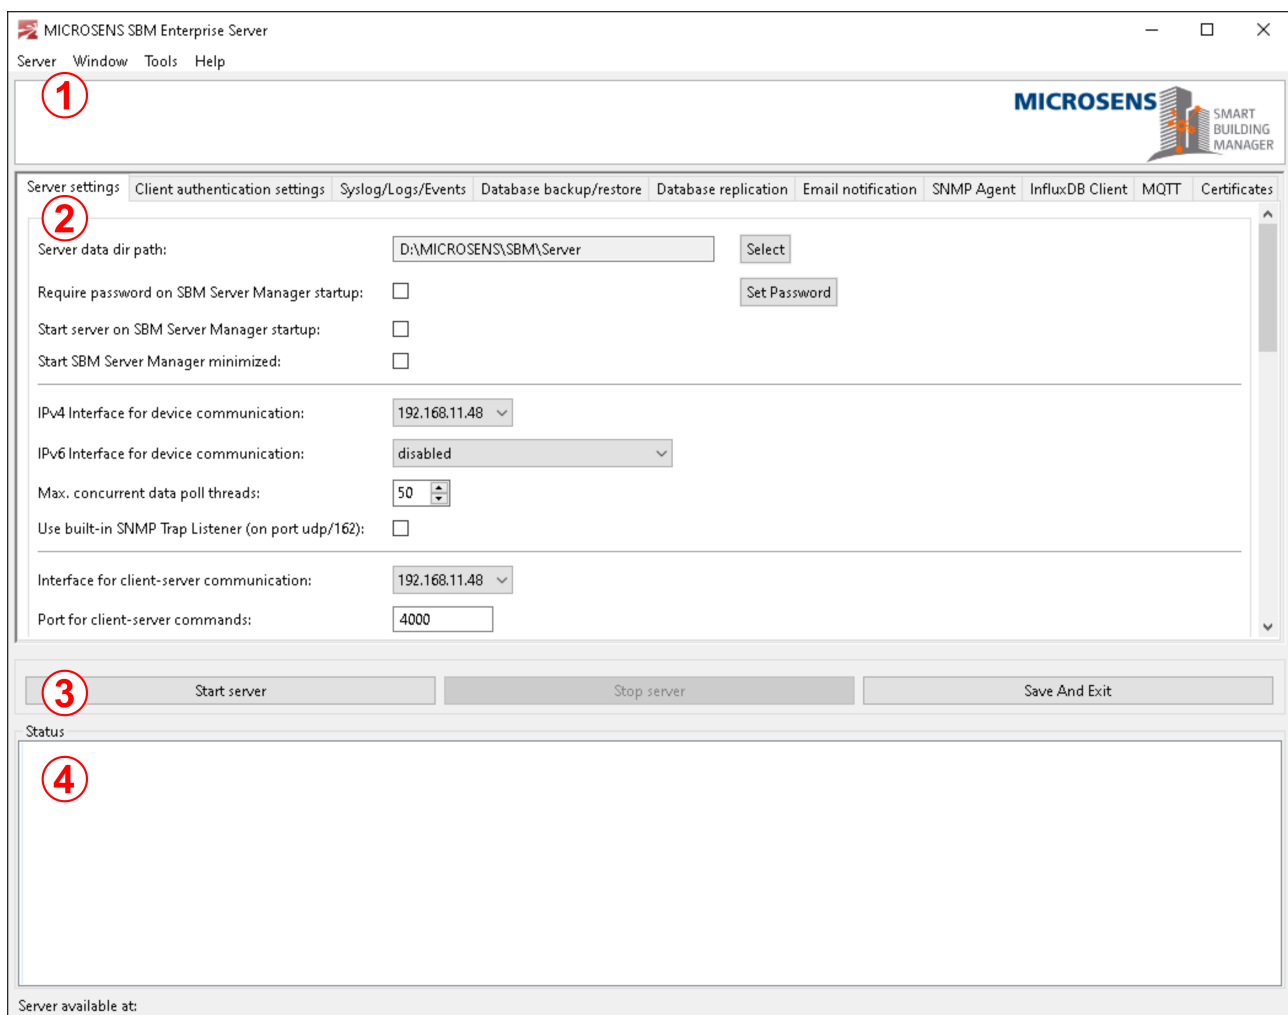 MICROSENS SBM Enterprise Server
Server Window Tools Help
1
MICROSENS
SMART
BUILDING
MANAGER
Server settings Client authentication settings Syslog/Logs/Events Database backup/restore Database replication Email notification SNMP Agent InfluxDB Client MQTT Certificates
2
Server data dir path: D:\MICROSENS\SBM\Server Select
Require password on SBM Server Manager startup: Set Password
Start server on SBM Server Manager startup:
Start SBM Server Manager minimized:
IPv4 Interface for device communication: 192.168.11.48
IPv6 Interface for device communication: disabled
Max. concurrent data poll threads: 50
Use built-in SNMP Trap Listener (on port udp/162):
Interface for client-server communication: 192.168.11.48
Port for client-server commands: 4000
3 Start server Stop server Save And Exit
Status
4
Server available at: